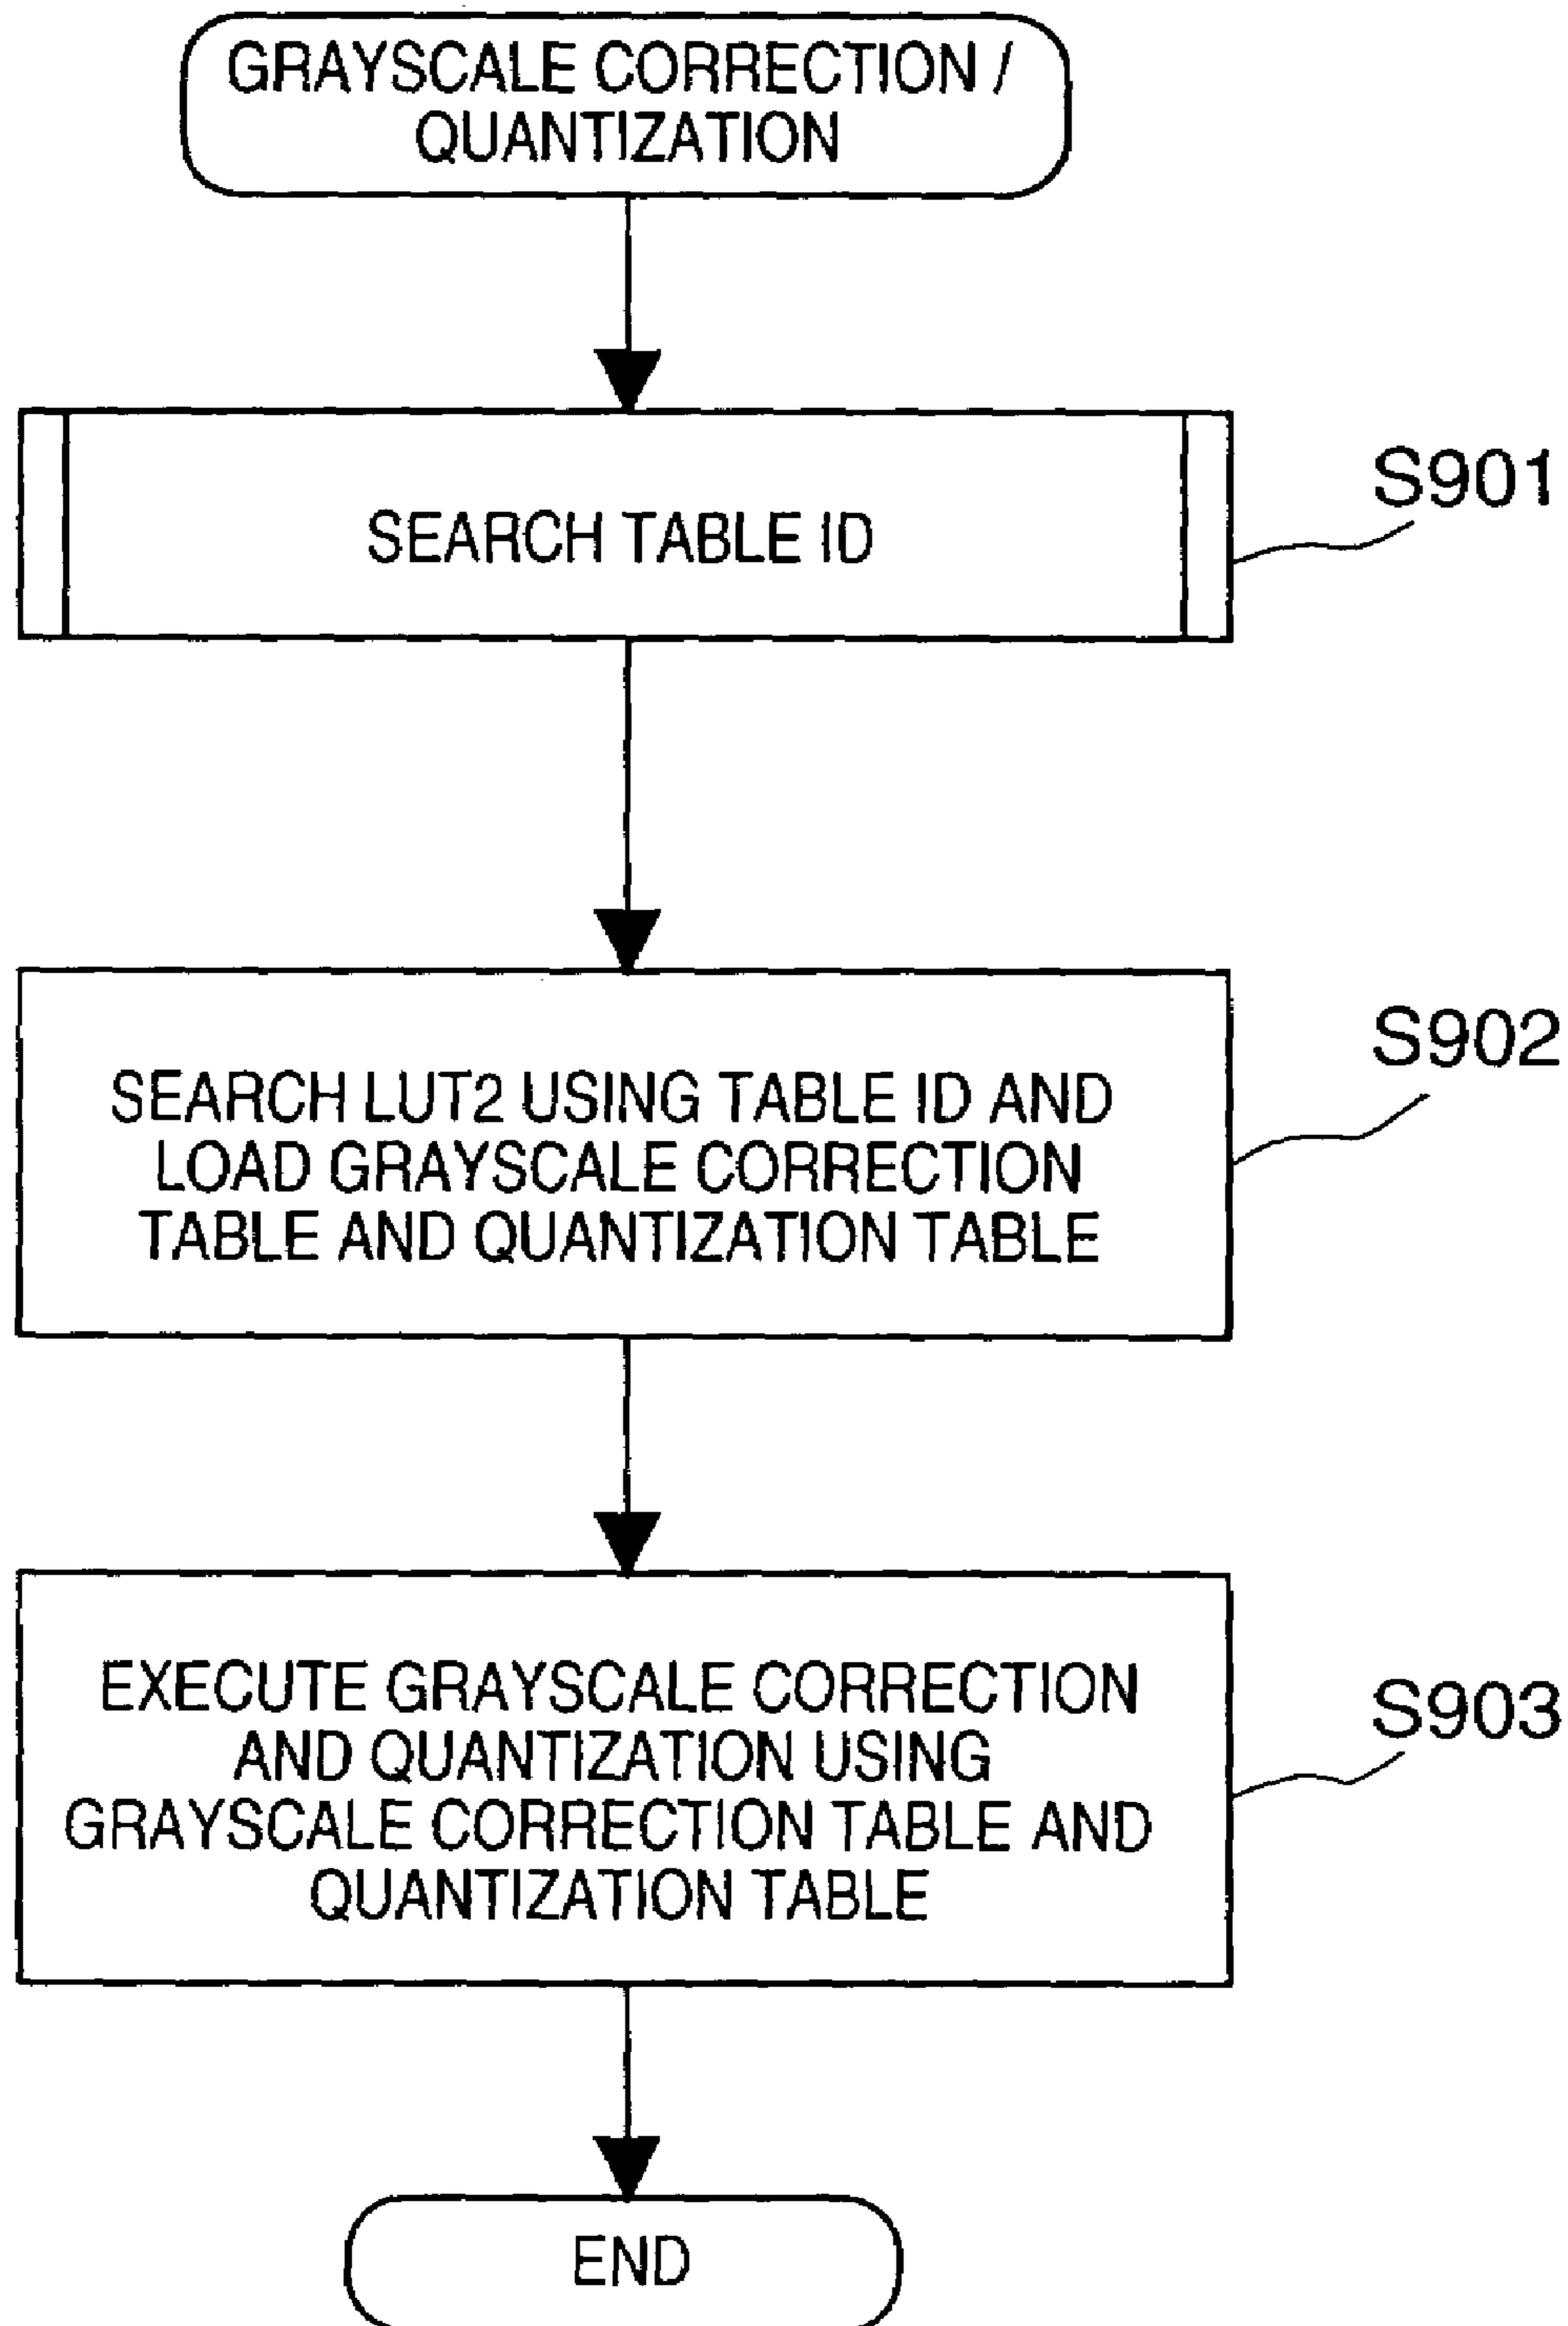 GRAYSCALE CORRECTION /
QUANTIZATION
SEARCH TABLE ID
S901
SEARCH LUT2 USING TABLE ID AND
LOAD GRAYSCALE CORRECTION
TABLE AND QUANTIZATION TABLE
S902
EXECUTE GRAYSCALE CORRECTION
AND QUANTIZATION USING
GRAYSCALE CORRECTION TABLE AND
QUANTIZATION TABLE
S903
END